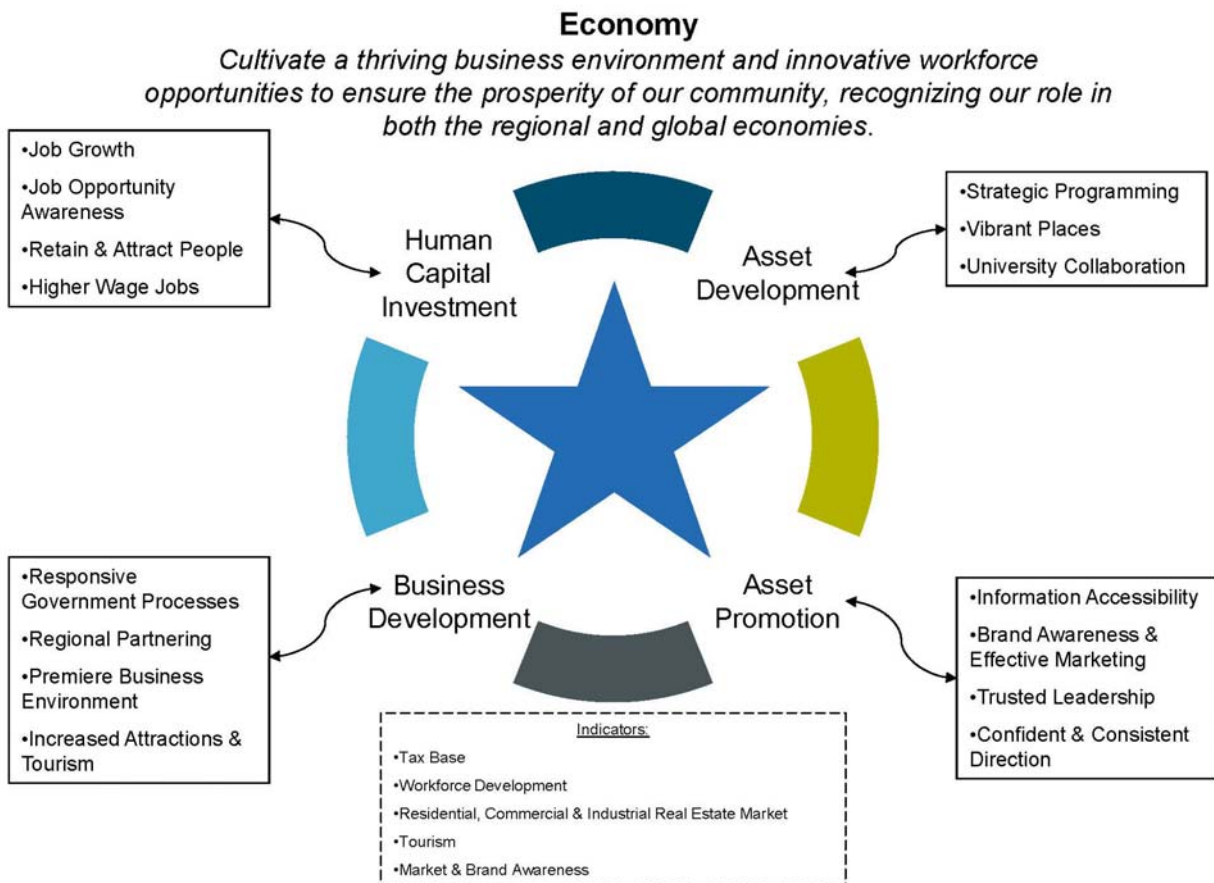 Economy
Cultivate a thriving business environment and innovative workforce
opportunities to ensure the prosperity of our community, recognizing our role in
both the regional and global economies.
•Job Growth
•Job Opportunity
Awareness
•Retain & Attract People
•Higher Wage Jobs
Human
Capital
Investment
Asset
Development
•Strategic Programming
•Vibrant Places
•University Collaboration
•Responsive
Government Processes
•Regional Partnering
•Premiere Business
Environment
•Increased Attractions &
Tourism
Business
Development
Asset
Promotion
•Information Accessibility
•Brand Awareness &
Effective Marketing
•Trusted Leadership
•Confident & Consistent
Direction
Indicators:
•Tax Base
•Workforce Development
•Residential, Commercial & Industrial Real Estate Market
•Tourism
•Market & Brand Awareness